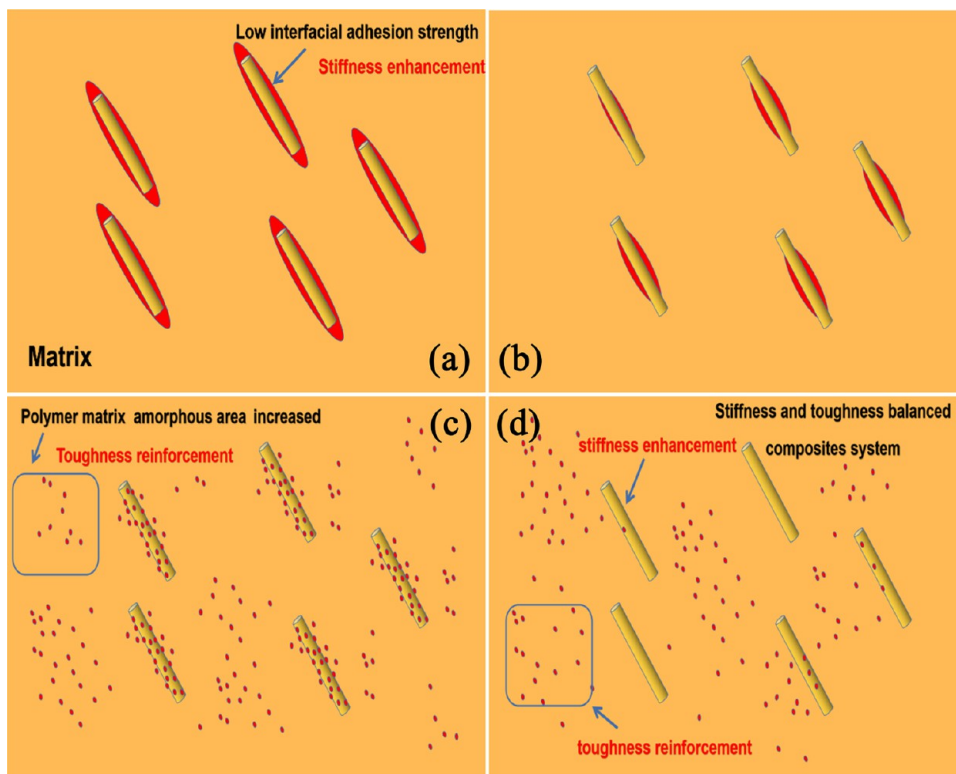 Low interfacial adhesion strength
Stiffness enhancement
Matrix
(a)
(b)
Polymer matrix amorphous area increased
Toughness reinforcement
(c)
(d)
Stiffness and toughness balanced
stiffness enhancement
composites system
toughness reinforcement